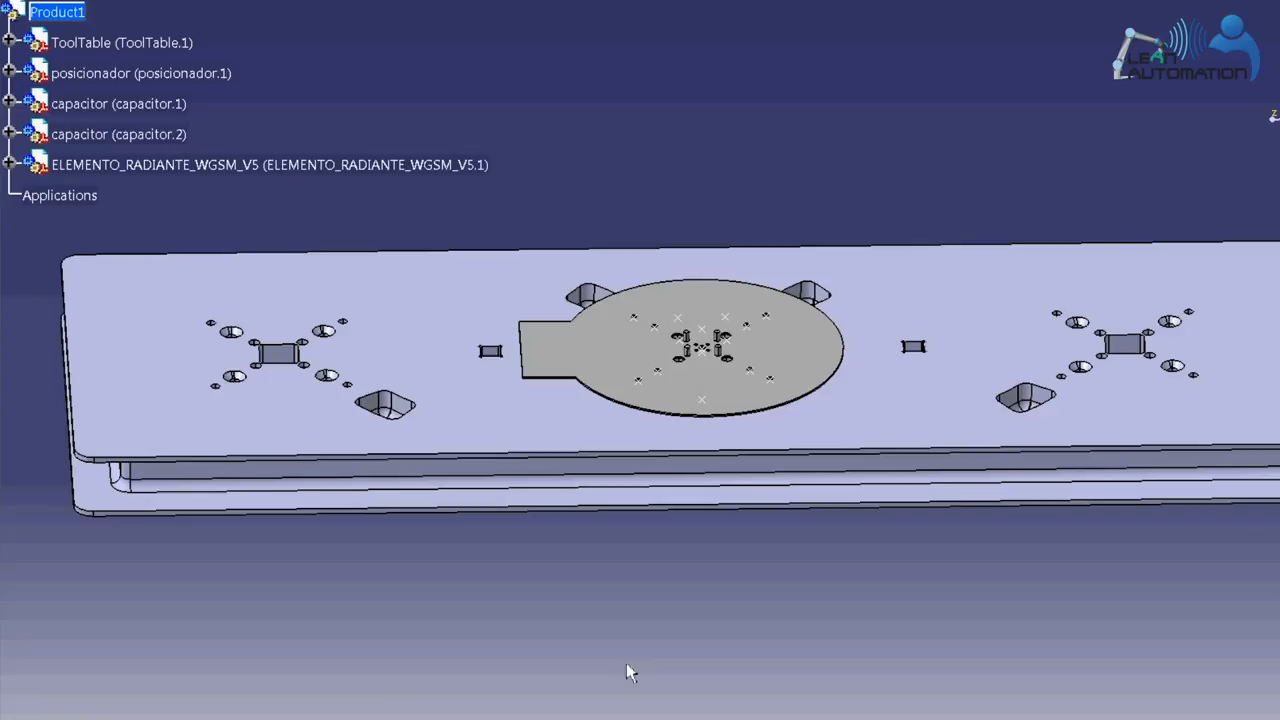 Product1
ToolTable (ToolTable.1)
posicionador (posicionador.1)
capacitor (capacitor.1)
capacitor (capacitor.2)
ELEMENTO_RADIANTE_WGSM_V5 (ELEMENTO_RADIANTE_WGSM_V5.1)
Applications
LEAN
AUTOMATION
z